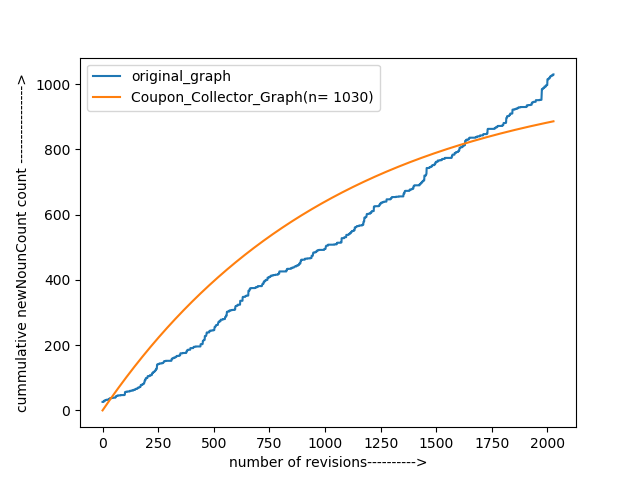 original_graph
Coupon_Collector_Graph(n= 1030)
cummulative newNounCount count ---------------->
1000
800
600
400
200
0
0 250 500 750 1000 1250 1500 1750 2000
number of revisions---------->